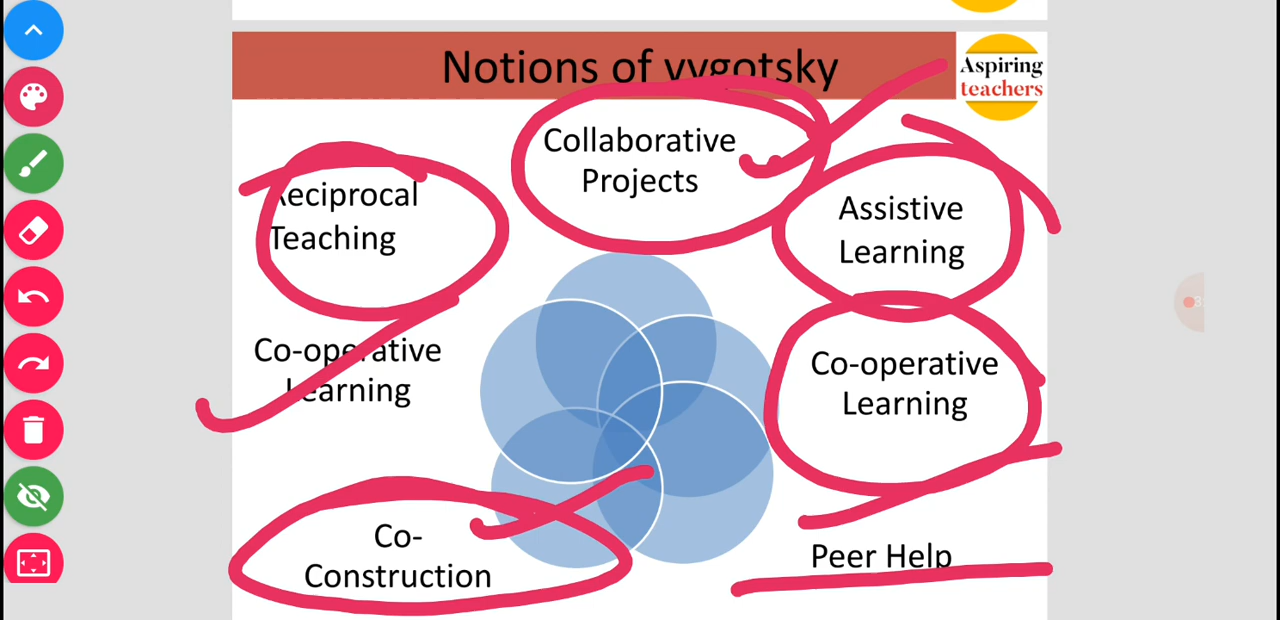 Notions of vygotsky
Aspiring
teachers
Collaborative
Projects
Reciprocal
Teaching
Assistive
Learning
Co-operative
Learning
Co-operative
Learning
Co-
Construction
Peer Help